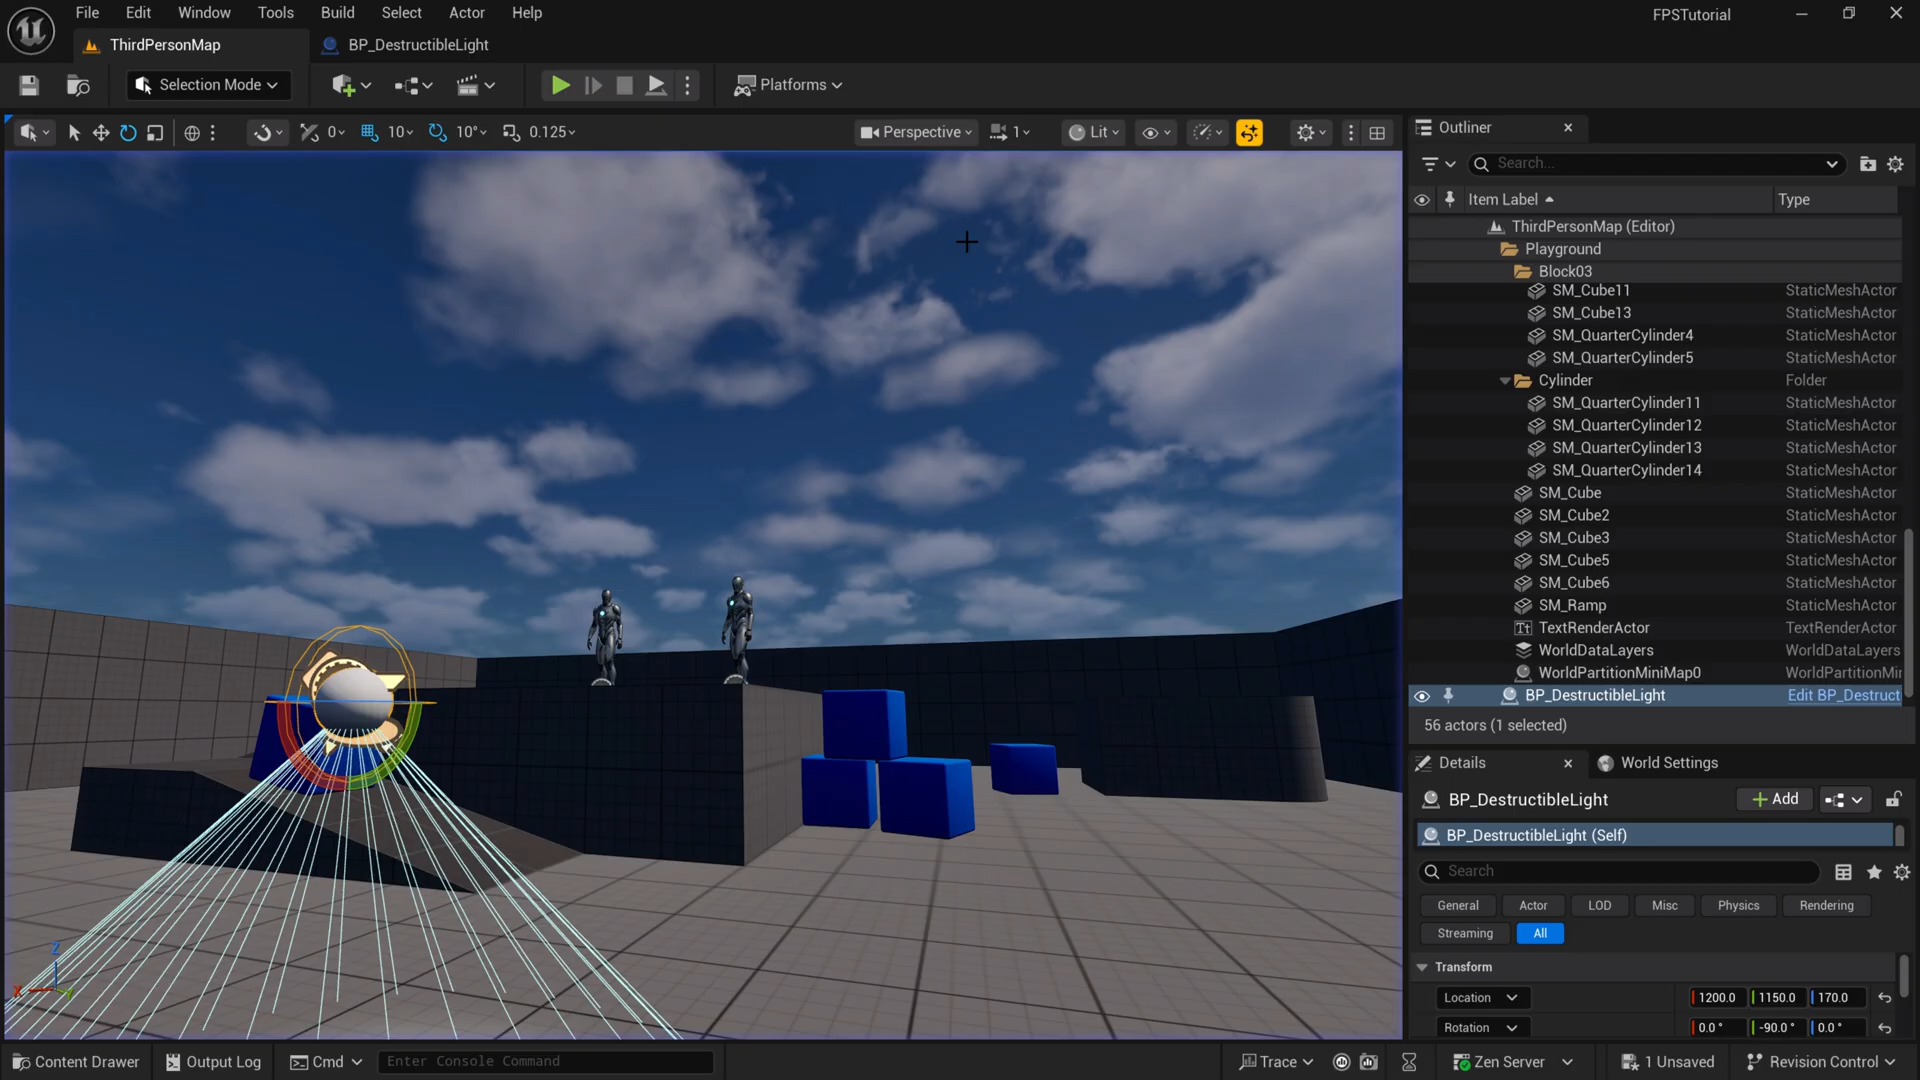 File Edit Window Tools Build Select Actor Help FPSTutorial
ThirdPersonMap BP_DestructibleLight
Selection Mode Platforms
0 10 10° 0.125 Perspective 1 Lit
Outliner
Search...
Item Label Type
ThirdPersonMap (Editor)
Playground
Block03
SM_Cube11 StaticMeshActor
SM_Cube13 StaticMeshActor
SM_QuarterCylinder4 StaticMeshActor
SM_QuarterCylinder5 StaticMeshActor
Cylinder Folder
SM_QuarterCylinder11 StaticMeshActor
SM_QuarterCylinder12 StaticMeshActor
SM_QuarterCylinder13 StaticMeshActor
SM_QuarterCylinder14 StaticMeshActor
SM_Cube StaticMeshActor
SM_Cube2 StaticMeshActor
SM_Cube3 StaticMeshActor
SM_Cube5 StaticMeshActor
SM_Cube6 StaticMeshActor
SM_Ramp StaticMeshActor
Tt TextRenderActor TextRenderActor
WorldDataLayers WorldDataLayers
WorldPartitionMiniMap0 WorldPartitionMi
BP_DestructibleLight Edit BP_Destruct
56 actors (1 selected)
Details World Settings
BP_DestructibleLight Add
BP_DestructibleLight (Self)
Search
General Actor LOD Misc Physics Rendering
Streaming All
Transform
Location 1200.0 1150.0 170.0
Rotation 0.0° -90.0° 0.0°
Z
X Y
Content Drawer Output Log Cmd Enter Console Command Trace Zen Server 1 Unsaved Revision Control